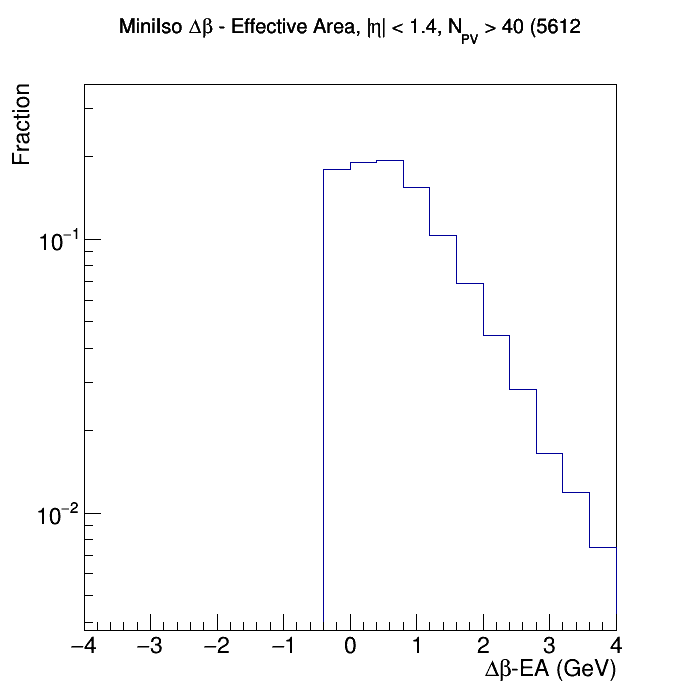 MiniIso Δβ - Effective Area, |η| < 1.4, N_PV > 40 (5612
Fraction
10⁻¹
10⁻²
−4 −3 −2 −1 0 1 2 3 4
Δβ-EA (GeV)